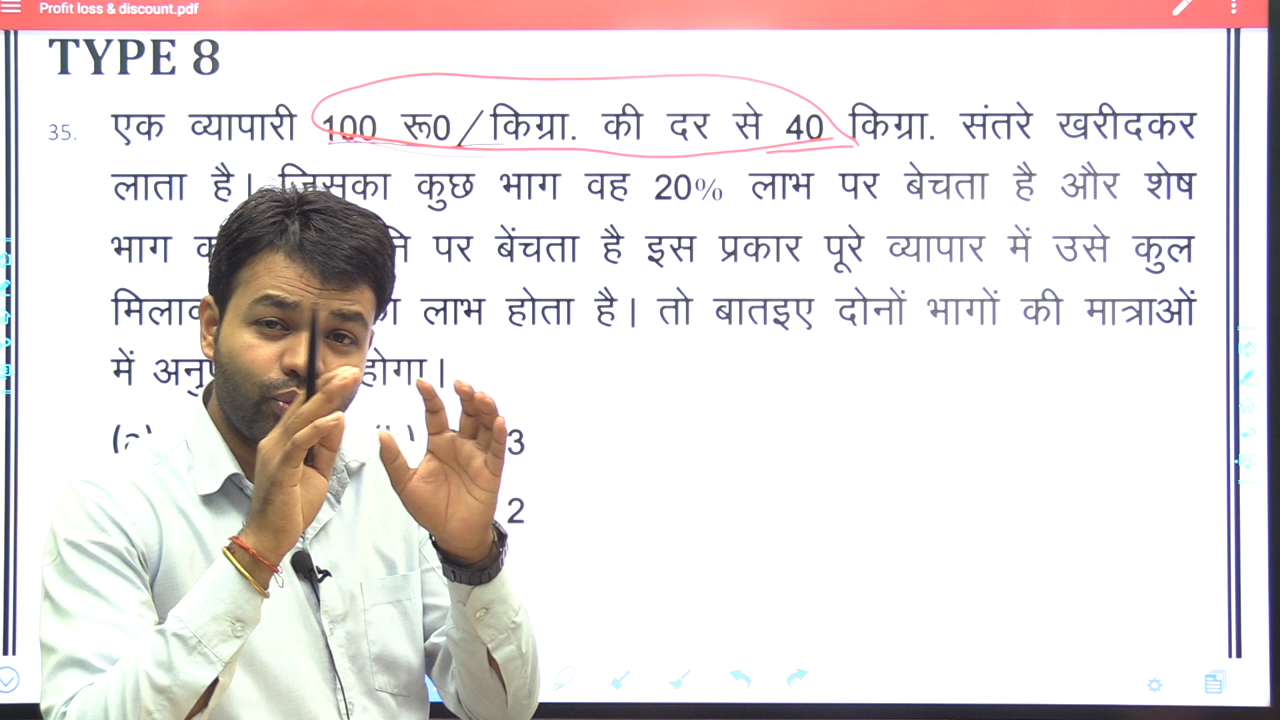 Profit loss & discount.pdf
TYPE 8
35. एक व्यापारी 100 रू0/किग्रा. की दर से 40 किग्रा. संतरे खरीदकर
लाता है। जिसका कुछ भाग वह 20% लाभ पर बेचता है और शेष
भाग पर बेंचता है इस प्रकार पूरे व्यापार में उसे कुल
लाभ होता है। तो बातइए दोनों भागों की मात्राओं
में होगा।
3
2